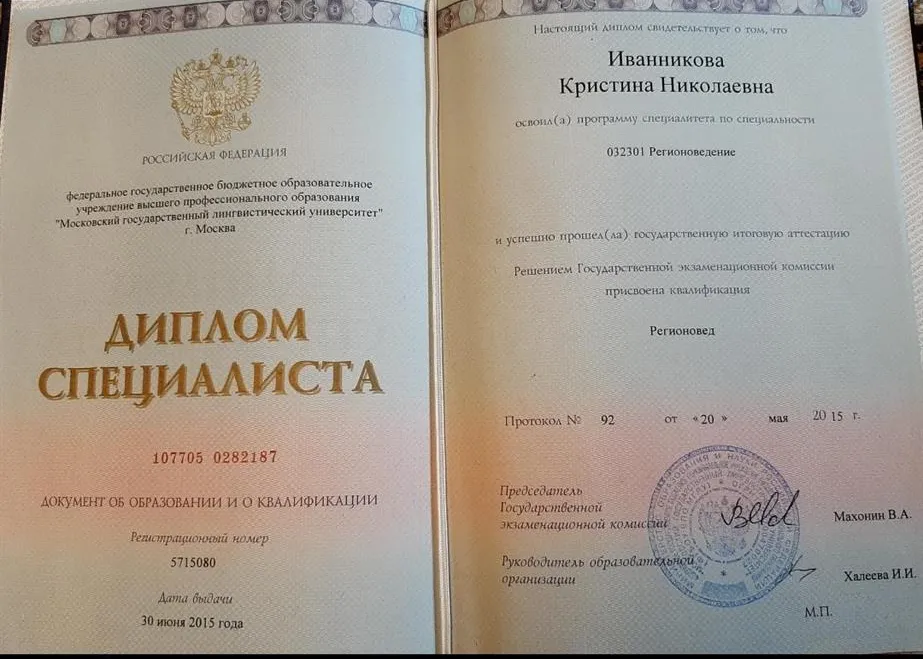 РОССИЙСКАЯ ФЕДЕРАЦИЯ
федеральное государственное бюджетное образовательное
учреждение высшего профессионального образования
"Московский государственный лингвистический университет"
г. Москва
ДИПЛОМ
СПЕЦИАЛИСТА
107705 0282187
ДОКУМЕНТ ОБ ОБРАЗОВАНИИ И О КВАЛИФИКАЦИИ
Регистрационный номер
5715080
Дата выдачи
30 июня 2015 года
Настоящий диплом свидетельствует о том, что
Иванникова
Кристина Николаевна
освоил(а) программу специалитета по специальности
032301 Регионоведение
и успешно прошел(ла) государственную итоговую аттестацию
Решением Государственной экзаменационной комиссии
присвоена квалификация
Регионовед
Протокол № 92 от «20 » мая 20 15 г.
Председатель
Государственной
экзаменационной комиссии
Махонин В.А.
Руководитель образовательной
организации
Халеева И.И.
М.П.